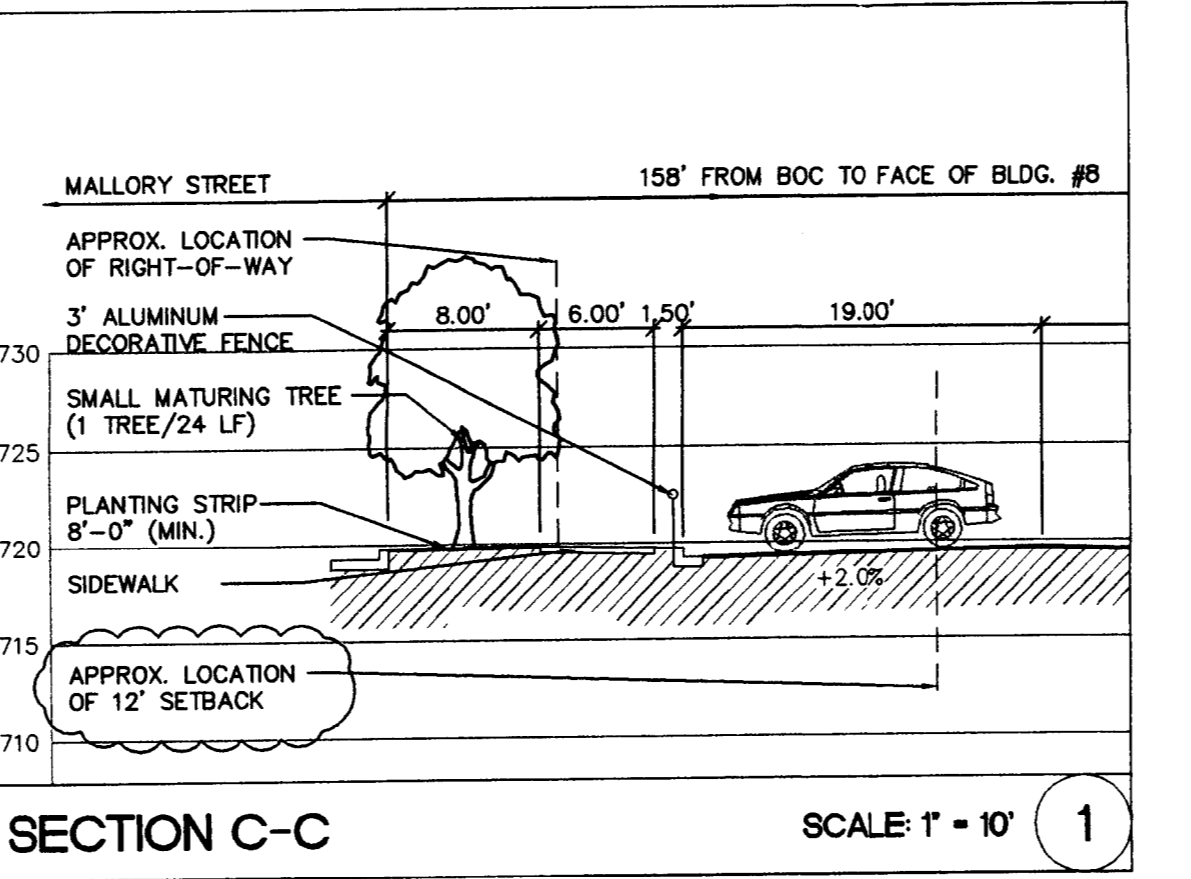 MALLORY STREET
158' FROM BOC TO FACE OF BLDG. #8
APPROX. LOCATION
OF RIGHT-OF-WAY
3' ALUMINUM
DECORATIVE FENCE
8.00'
6.00'
1.50'
19.00'
730
SMALL MATURING TREE
(1 TREE/24 LF)
725
PLANTING STRIP
8'-0" (MIN.)
720
SIDEWALK
+2.0%
715
APPROX. LOCATION
OF 12' SETBACK
710
SECTION C-C
SCALE: 1" = 10'
1